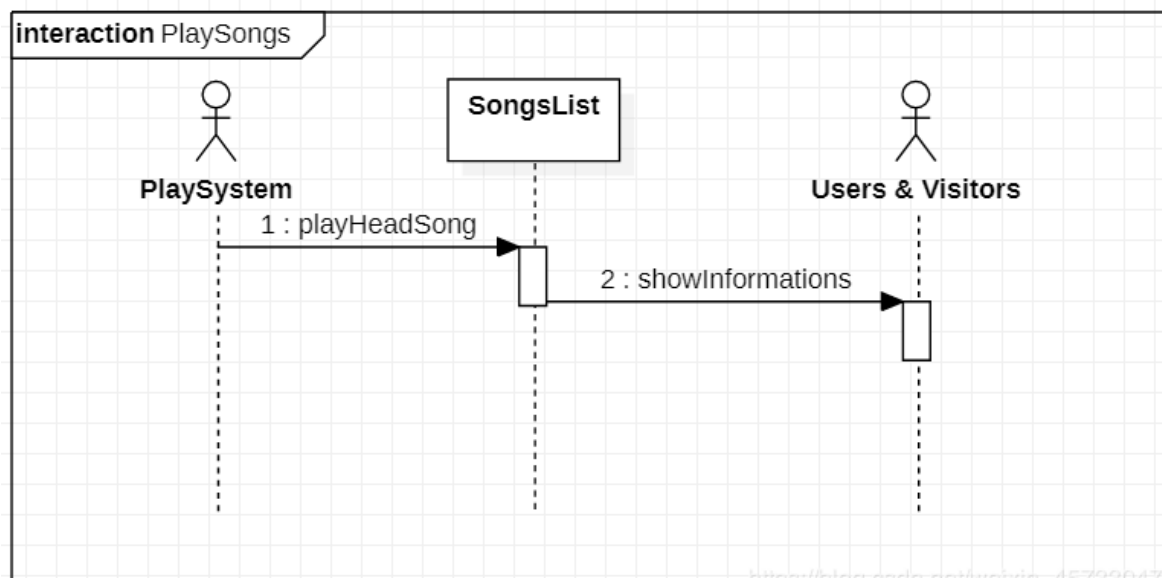 interaction PlaySongs
SongsList
PlaySystem
Users & Visitors
1 : playHeadSong
2 : showInformations